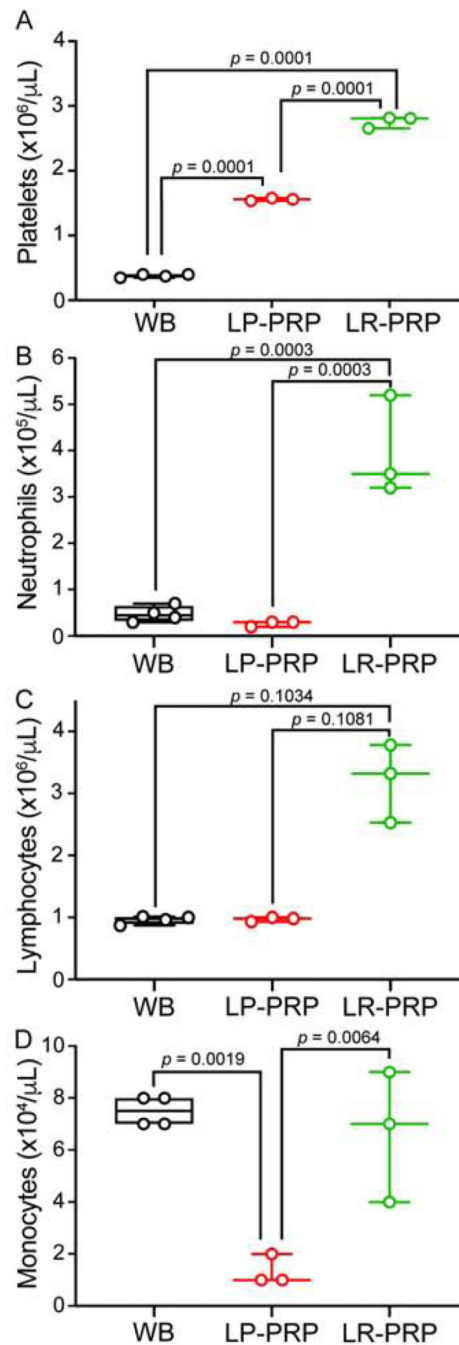 A
Platelets (x10⁶/μL)
4
3
2
1
0
p = 0.0001
p = 0.0001
p = 0.0001
WB LP-PRP LR-PRP
B
Neutrophils (x10⁵/μL)
6
5
4
3
2
1
0
p = 0.0003
p = 0.0003
WB LP-PRP LR-PRP
C
Lymphocytes (x10⁶/μL)
4
3
2
1
0
p = 0.1034
p = 0.1081
WB LP-PRP LR-PRP
D
Monocytes (x10⁴/μL)
10
8
6
4
2
0
p = 0.0019
p = 0.0064
WB LP-PRP LR-PRP